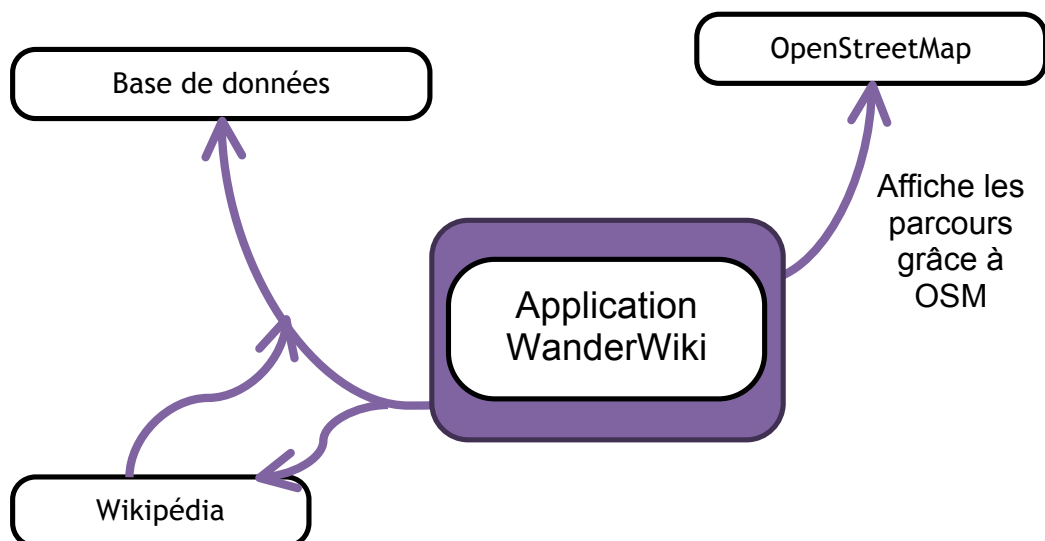 OpenStreetMap
Base de données
Affiche les
parcours
grâce à
OSM
Application
WanderWiki
Wikipédia